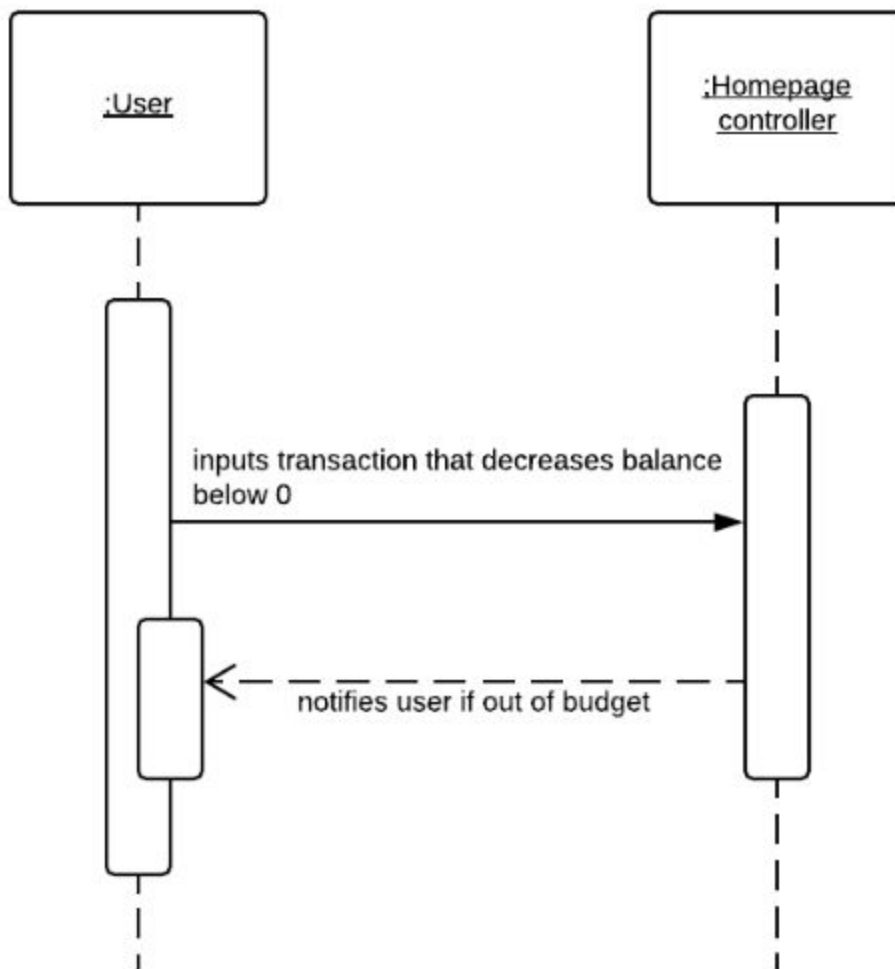 :User
:Homepage
controller
inputs transaction that decreases balance
below 0
notifies user if out of budget